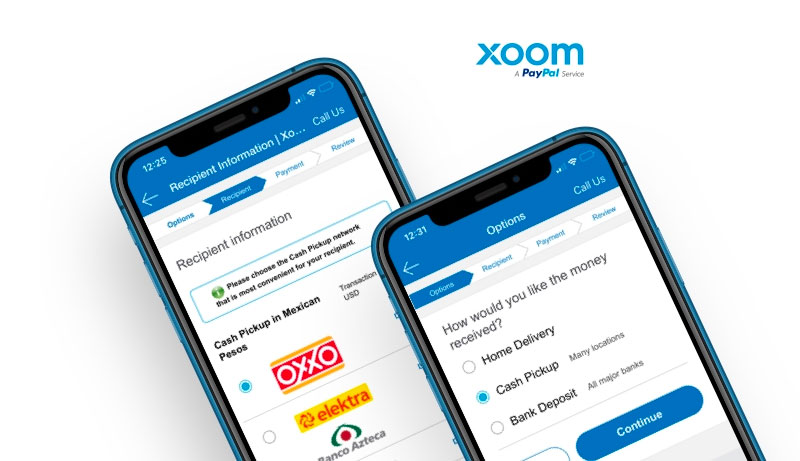 xoom
A PayPal Service
12:25
Recipient Information | Xo...
Call Us
Options
Recipient
Payment
Review
Recipient information
Please choose the Cash Pickup network
that is most convenient for your recipient.
Cash Pickup in Mexican
Pesos
Transaction
USD
OXXO
elektra
Banco Azteca
12:31
Options
Call Us
Options
Recipient
Payment
Review
How would you like the money
received?
Home Delivery
Cash Pickup
Many locations
Bank Deposit
All major banks
Continue